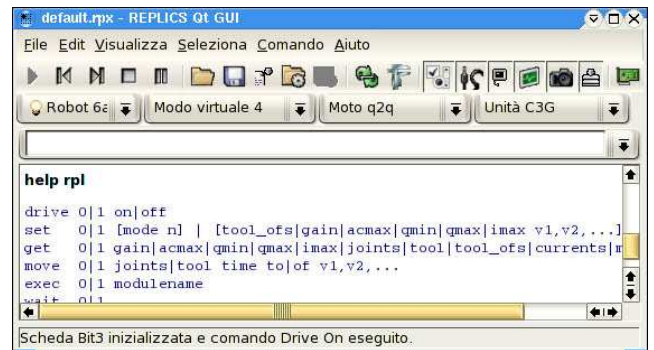 default.rpx - REPLICS Qt GUI
File Edit Visualizza Seleziona Comando Aiuto
Robot 6a Modo virtuale 4 Moto q2q Unità C3G
help rpl
drive 0|1 on|off
set 0|1 [mode n] | [tool_ofs|gain|acmax|qmin|qmax|imax v1,v2,...]
get 0|1 gain|acmax|qmin|qmax|imax|joints|tool|tool_ofs|currents|
move 0|1 joints|tool time to|of v1,v2,...
exec 0|1 modulename
wait 0|1
Scheda Bit3 inizializzata e comando Drive On eseguito.